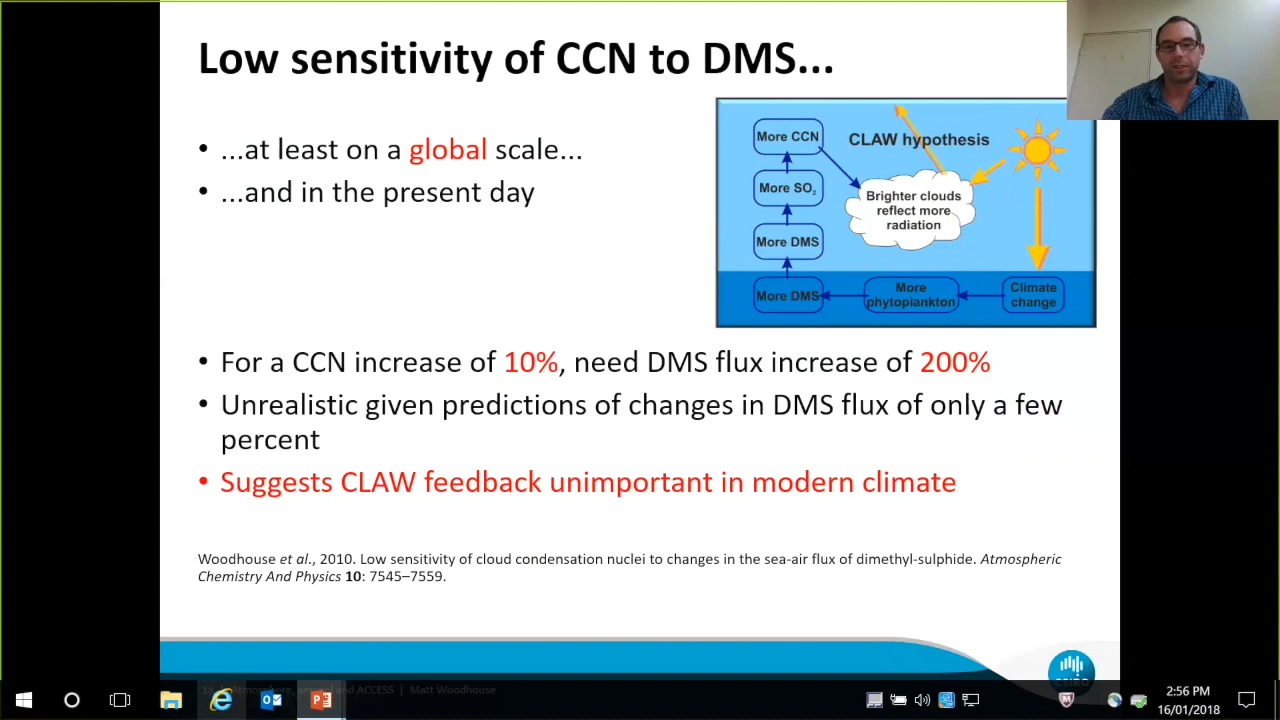 Low sensitivity of CCN to DMS...
• ...at least on a global scale...
• ...and in the present day
More CCN
CLAW hypothesis
More SO₂
Brighter clouds
reflect more
radiation
More DMS
More DMS
More
phytoplankton
Climate
change
• For a CCN increase of 10%, need DMS flux increase of 200%
• Unrealistic given predictions of changes in DMS flux of only a few
percent
• Suggests CLAW feedback unimportant in modern climate
Woodhouse et al., 2010. Low sensitivity of cloud condensation nuclei to changes in the sea-air flux of dimethyl-sulphide. Atmospheric
Chemistry And Physics 10: 7545–7559.
CSIRO
Atmosphere, aerosol and ACCESS | Matt Woodhouse
2:56 PM
16/01/2018